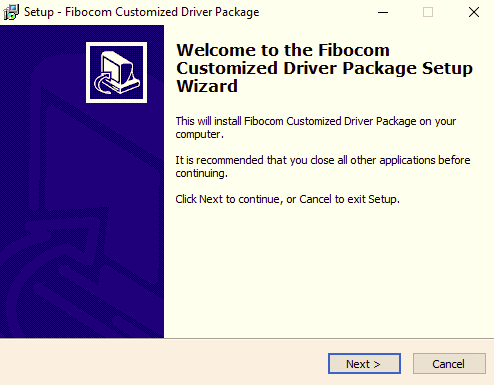 Setup - Fibocom Customized Driver Package
Welcome to the Fibocom
Customized Driver Package Setup
Wizard
This will install Fibocom Customized Driver Package on your
computer.
It is recommended that you close all other applications before
continuing.
Click Next to continue, or Cancel to exit Setup.
Next >
Cancel